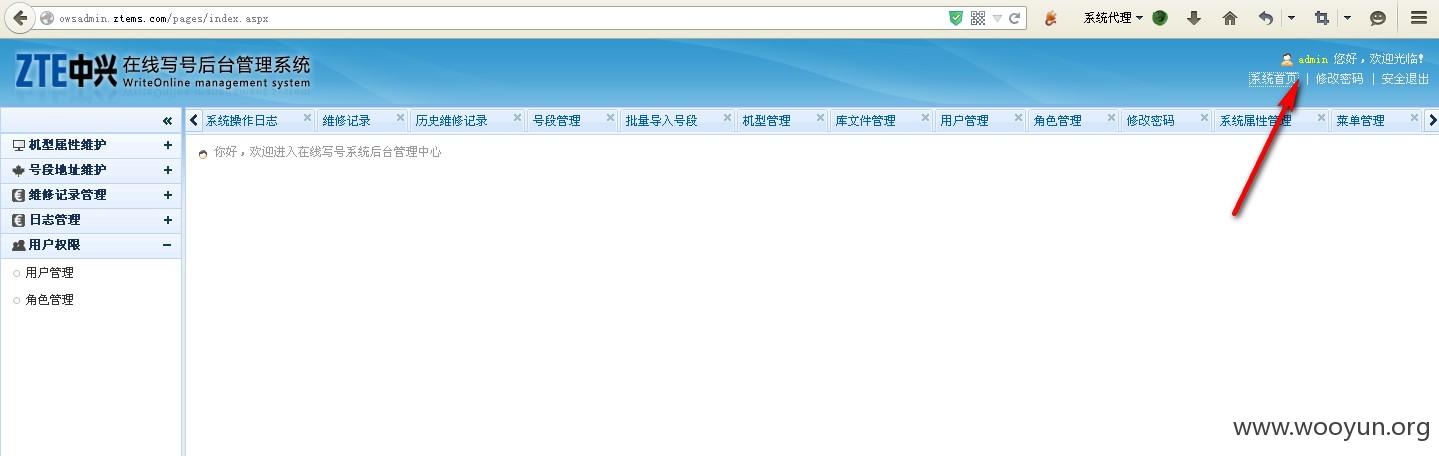 owsadmin.ztems.com/pages/index.aspx
系统代理
ZTE中兴 在线写号后台管理系统
WriteOnline management system
admin 您好，欢迎光临!
系统首页 | 修改密码 | 安全退出
系统操作日志 维修记录 历史维修记录 号段管理 批量导入号段 机型管理 库文件管理 用户管理 角色管理 修改密码 系统属性管理 菜单管理
机型属性维护
号段地址维护
维修记录管理
日志管理
用户权限
用户管理
角色管理
你好，欢迎进入在线写号系统后台管理中心
www.wooyun.org